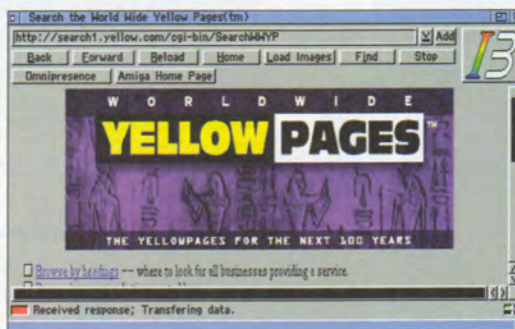 Search the World Wide Yellow Pages(tm)
http://search1.yellow.com/cgi-bin/SearchWWYP Add
Back Forward Reload Home Load Images Find Stop
Omnipresence Amiga Home Page
WORLDWIDE
YELLOW PAGES™
THE YELLOWPAGES FOR THE NEXT 100 YEARS
Browse by headings -- where to look for all businesses providing a service.
Received response; Transfering data.